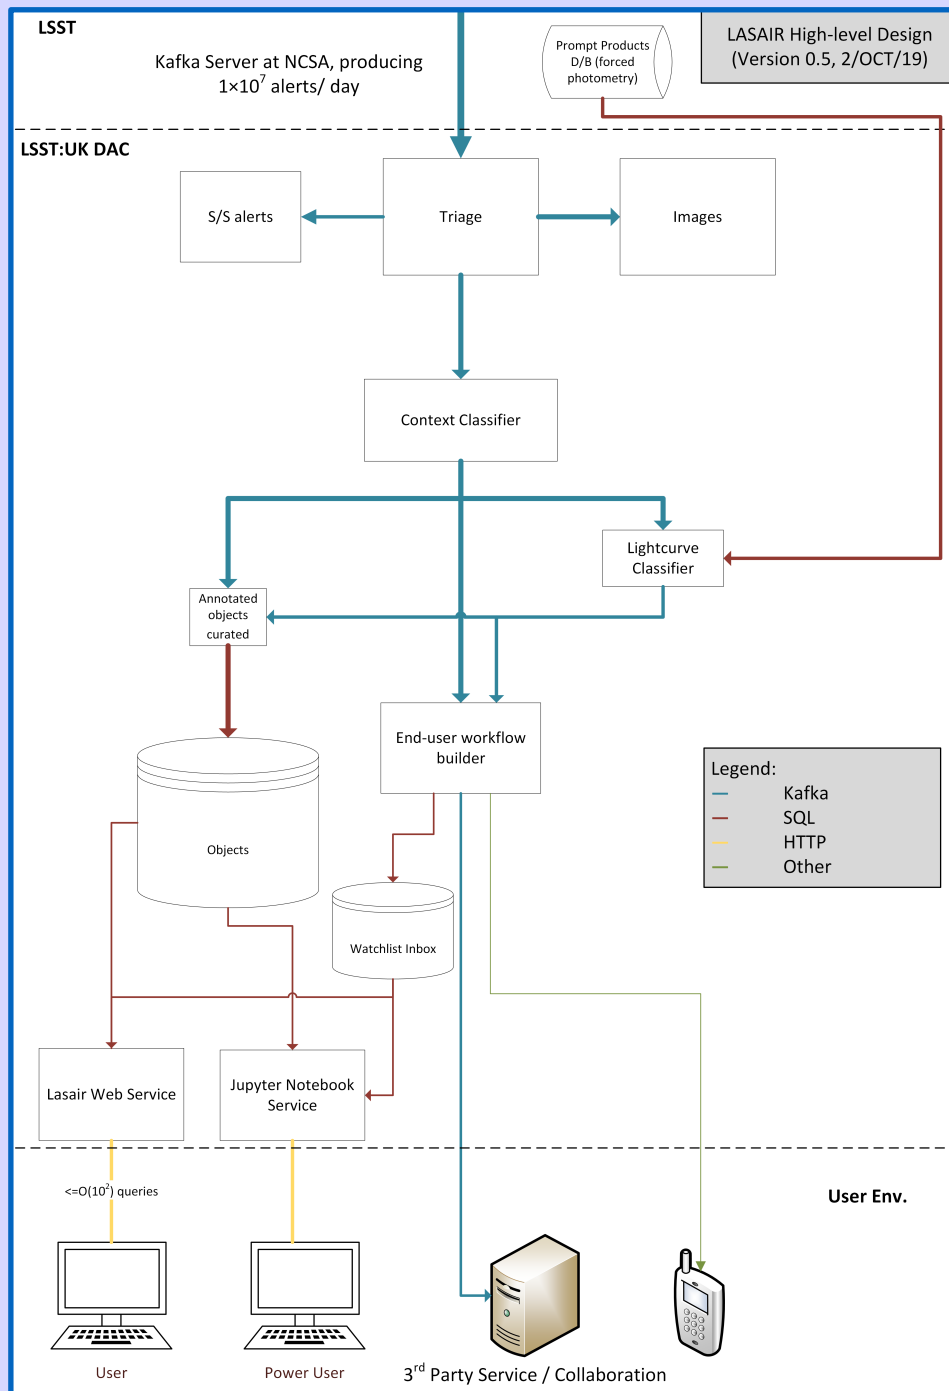 LSST
Kafka Server at NCSA, producing
1×10⁷ alerts/ day
Prompt Products
D/B (forced
photometry)
LASAIR High-level Design
(Version 0.5, 2/OCT/19)
LSST:UK DAC
S/S alerts
Triage
Images
Context Classifier
Lightcurve
Classifier
Annotated
objects
curated
End-user workflow
builder
Legend:
Kafka
SQL
HTTP
Other
Objects
Watchlist Inbox
Lasair Web Service
Jupyter Notebook
Service
<=O(10²) queries
User Env.
User
Power User
3rd Party Service / Collaboration